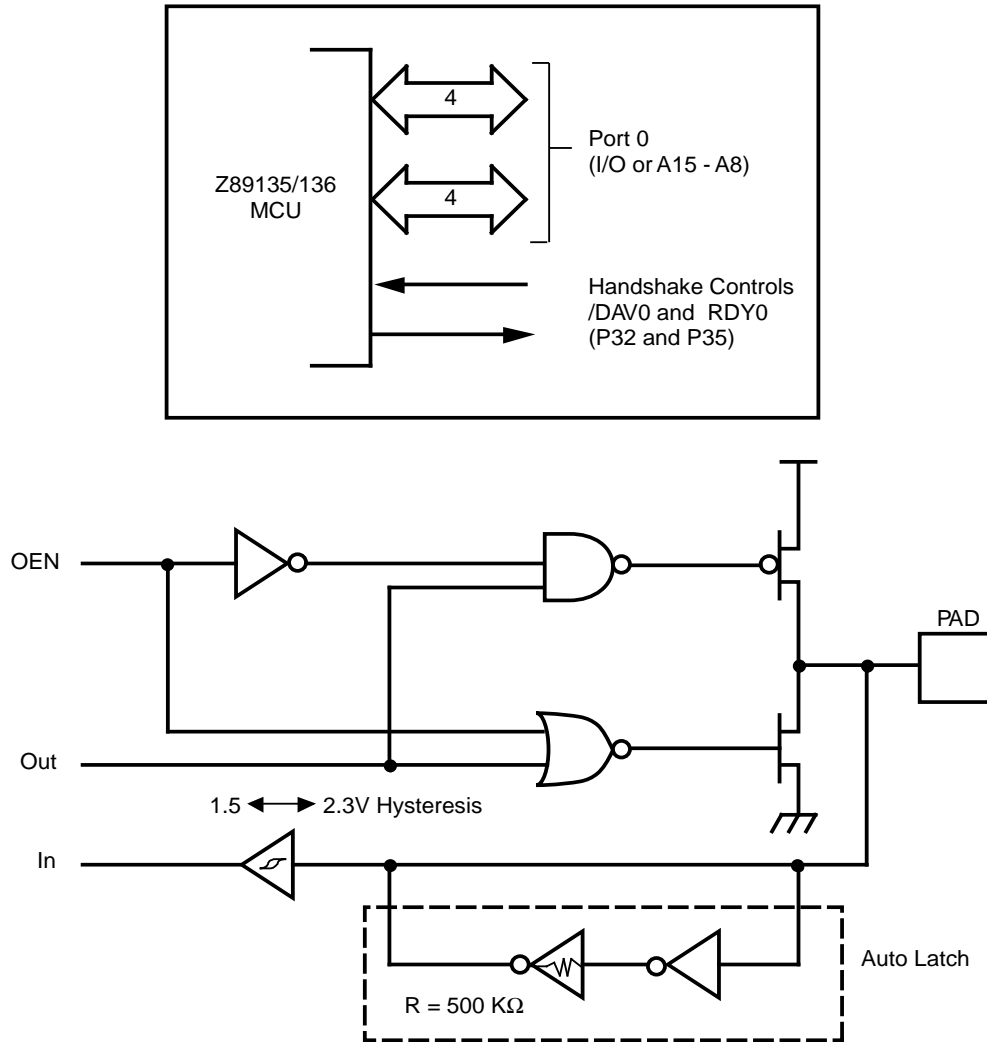 4
Port 0
(I/O or A15 - A8)
Z89135/136
MCU
4
Handshake Controls
/DAV0 and RDY0
(P32 and P35)
OEN
PAD
Out
1.5 2.3V Hysteresis
In
Auto Latch
R = 500 KΩ